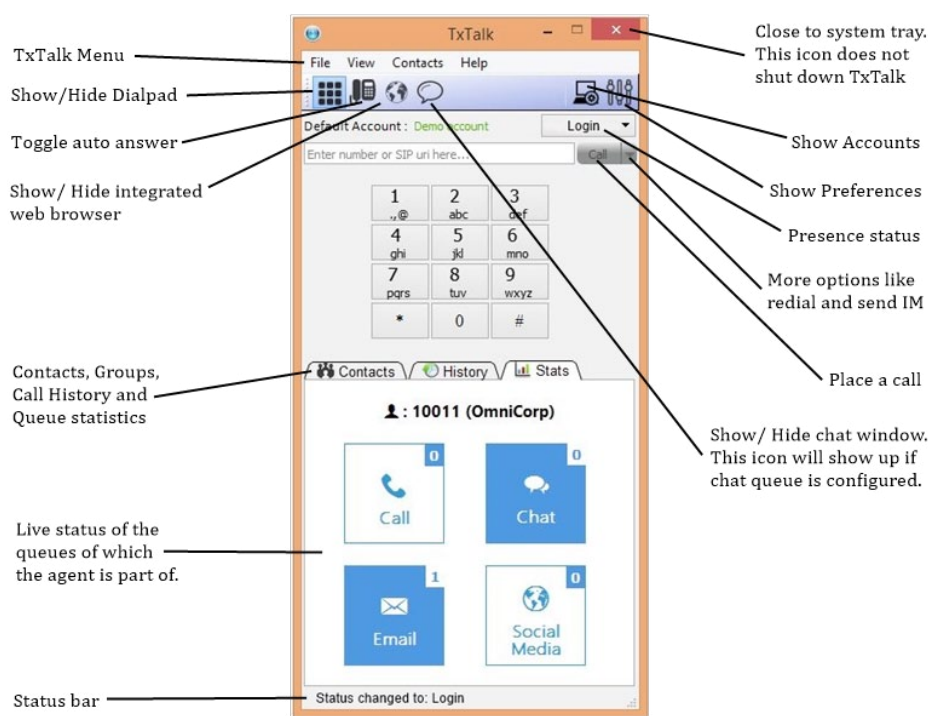 TxTalk
File View Contacts Help
Default Account : Demo account
Login
Enter number or SIP uri here...
Call
1 2 3
.,@ abc def
4 5 6
ghi jkl mno
7 8 9
pqrs tuv wxyz
* 0 #
Contacts History Stats
: 10011 (OmniCorp)
0
Call
0
Chat
1
Email
0
Social
Media
Status changed to: Login
TxTalk Menu
Show/Hide Dialpad
Toggle auto answer
Show/ Hide integrated
web browser
Contacts, Groups,
Call History and
Queue statistics
Live status of the
queues of which
the agent is part of.
Status bar
Close to system tray.
This icon does not
shut down TxTalk
Show Accounts
Show Preferences
Presence status
More options like
redial and send IM
Place a call
Show/ Hide chat window.
This icon will show up if
chat queue is configured.